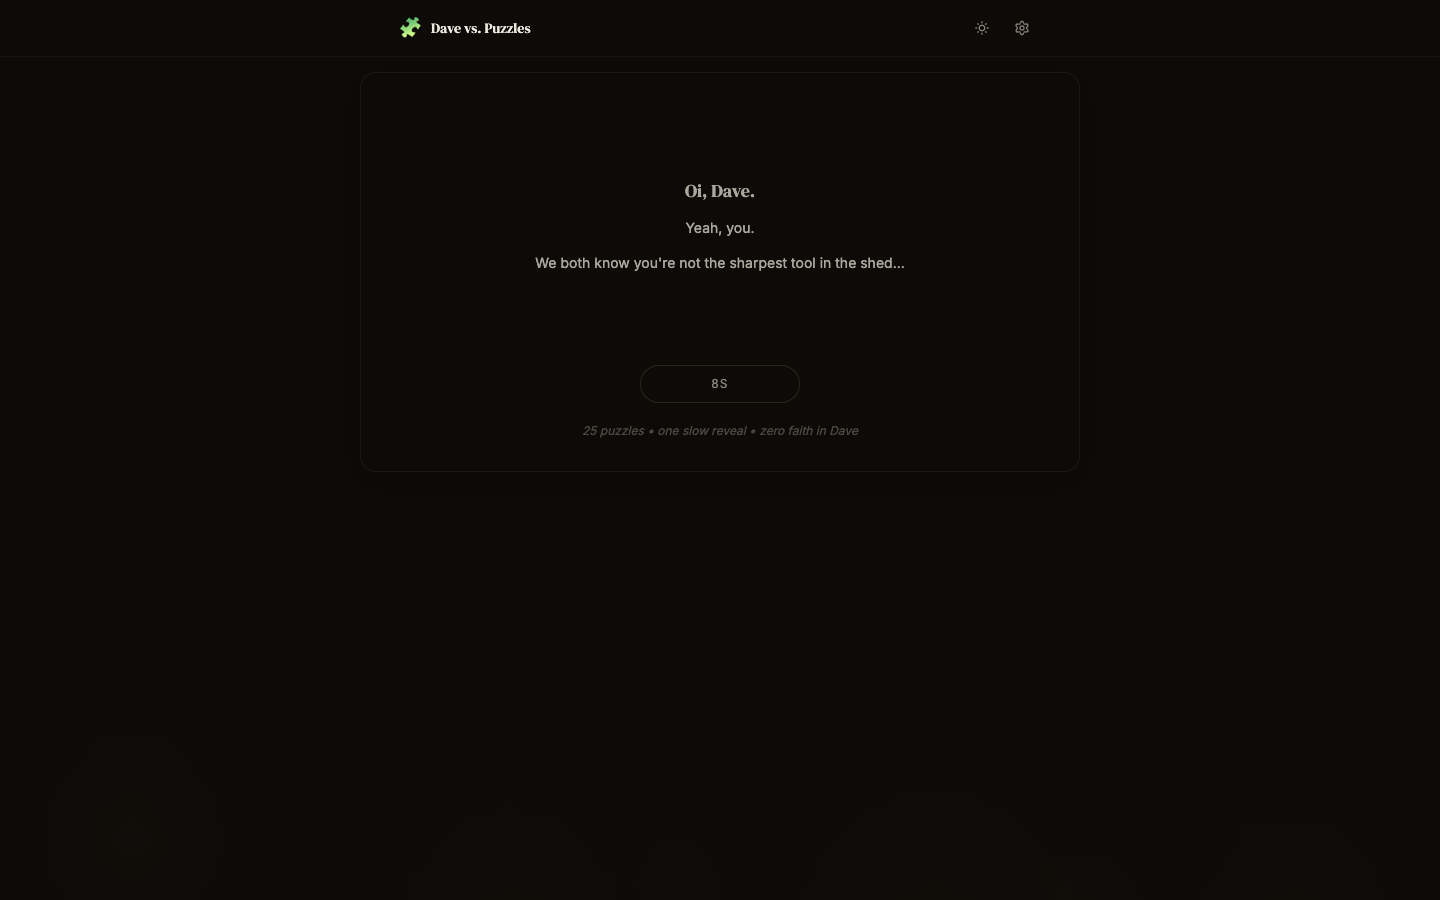 Dave vs. Puzzles
Oi, Dave.
Yeah, you.
We both know you're not the sharpest tool in the shed...
8S
25 puzzles • one slow reveal • zero faith in Dave